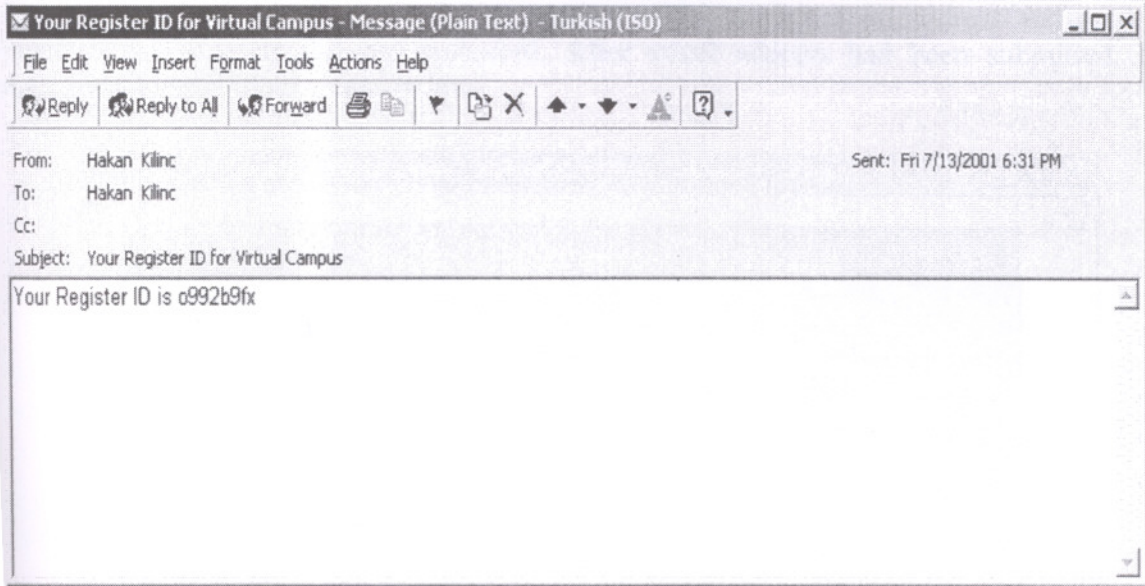 Your Register ID for Virtual Campus - Message (Plain Text) - Turkish (ISO)
File Edit View Insert Format Tools Actions Help
Reply Reply to All Forward
From: Hakan Kilinc Sent: Fri 7/13/2001 6:31 PM
To: Hakan Kilinc
Cc:
Subject: Your Register ID for Virtual Campus
Your Register ID is o992b9fx